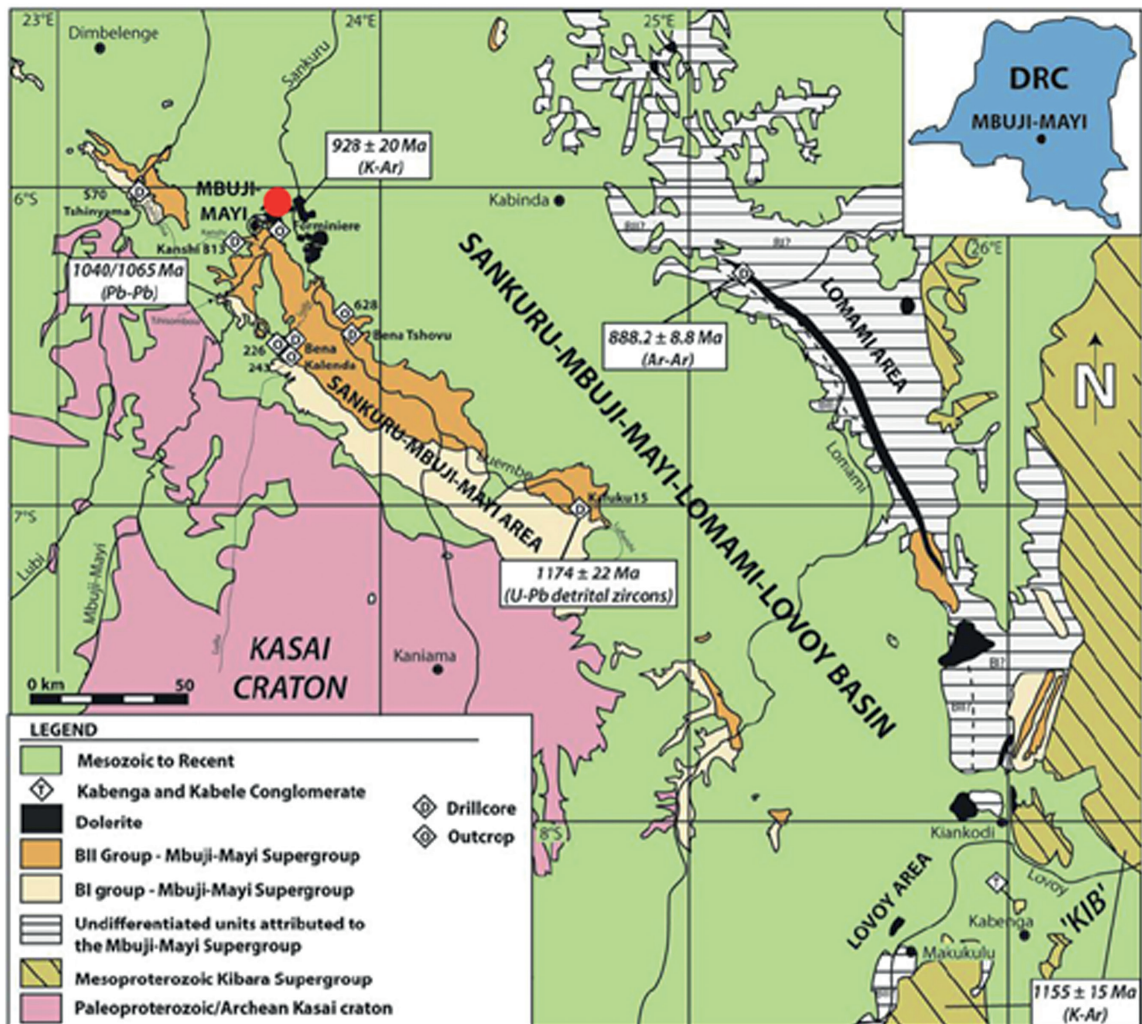 23°E
24°E
25°E
Dimbelenge
Sankuru
DRC
MBUJI-MAYI
928 ± 20 Ma
(K-Ar)
6°S
570
Tshinyama
MBUJI-
MAYI
Forminiere
Kanshi 813
Kabinda
BI?
26°E
1040/1065 Ma
(Pb-Pb)
628
Bena Tshovu
226
Bena
Kalenda
243
888.2 ± 8.8 Ma
(Ar-Ar)
LOMAMI AREA
N
SANKURU-MBUJI-MAYI-LOMAMI-LOVOY BASIN
SANKURU-MBUJI-MAYI AREA
Lomami
Kafuku15
7°S
Lubi
Mbuji-Mayi
1174 ± 22 Ma
(U-Pb detrital zircons)
KASAI
CRATON
Kaniama
BI?
0 km
50
LEGEND
Mesozoic to Recent
T
Kabenga and Kabele Conglomerate
Dolerite
BII Group - Mbuji-Mayi Supergroup
BI group - Mbuji-Mayi Supergroup
Undifferentiated units attributed to
the Mbuji-Mayi Supergroup
Mesoproterozoic Kibara Supergroup
Paleoproterozoic/Archean Kasai craton
D
Drillcore
O
Outcrop
8°S
Kiankodi
Lovoy
LOVOY AREA
T
Kabenga
'KIB'
Makukulu
1155 ± 15 Ma
(K-Ar)